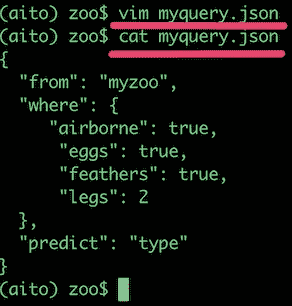 (aito) zoo$ vim myquery.json
(aito) zoo$ cat myquery.json
{
  "from": "myzoo",
  "where": {
     "airborne": true,
      "eggs": true,
      "feathers": true,
      "legs": 2
  },
  "predict": "type"
}
(aito) zoo$